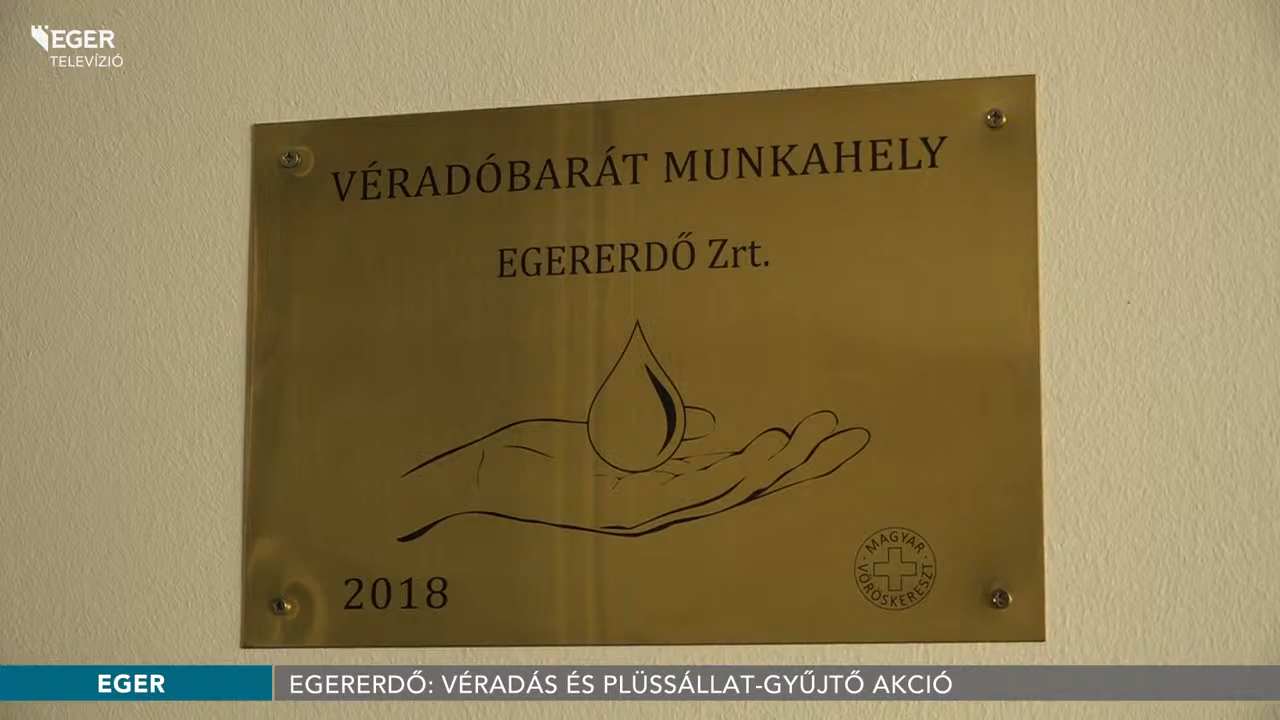 EGER
TELEVÍZIÓ
VÉRADÓBARÁT MUNKAHELY
EGERERDŐ Zrt.
2018
MAGYAR
VÖRÖSKERESZT
EGER
EGERERDŐ: VÉRADÁS ÉS PLÜSSÁLLAT-GYŰJTŐ AKCIÓ